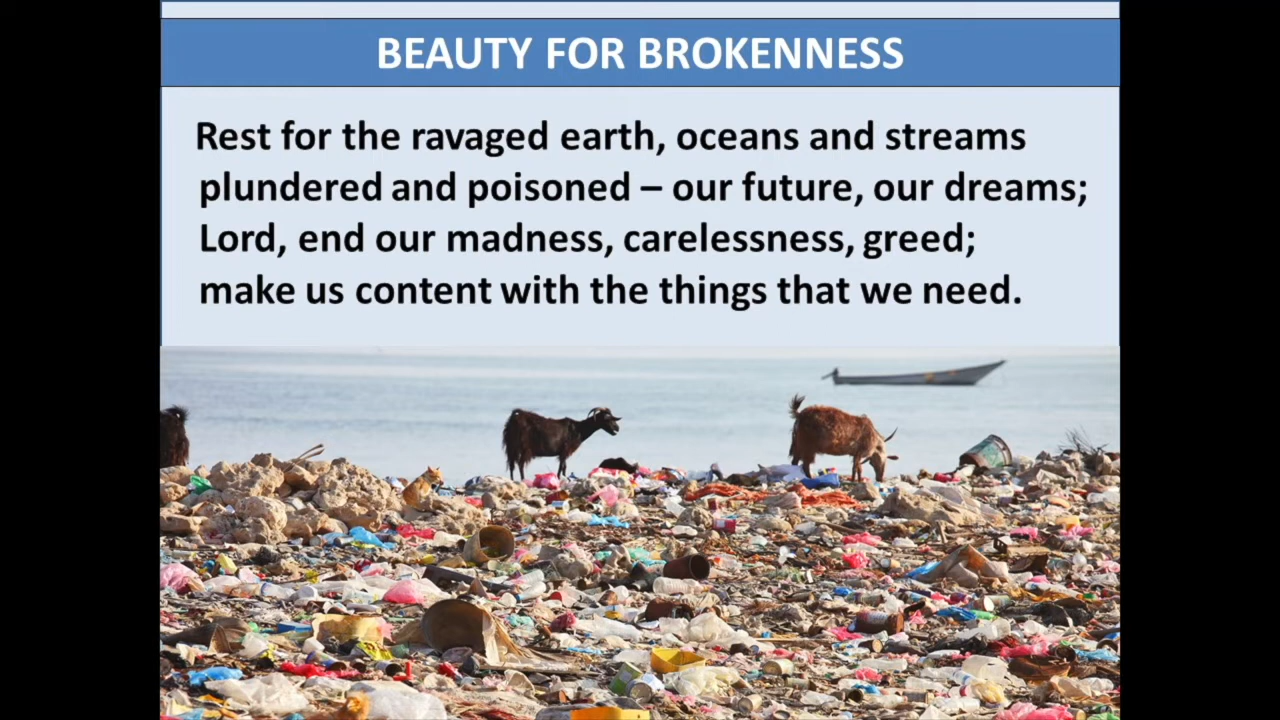 BEAUTY FOR BROKENNESS
Rest for the ravaged earth, oceans and streams
plundered and poisoned – our future, our dreams;
Lord, end our madness, carelessness, greed;
make us content with the things that we need.